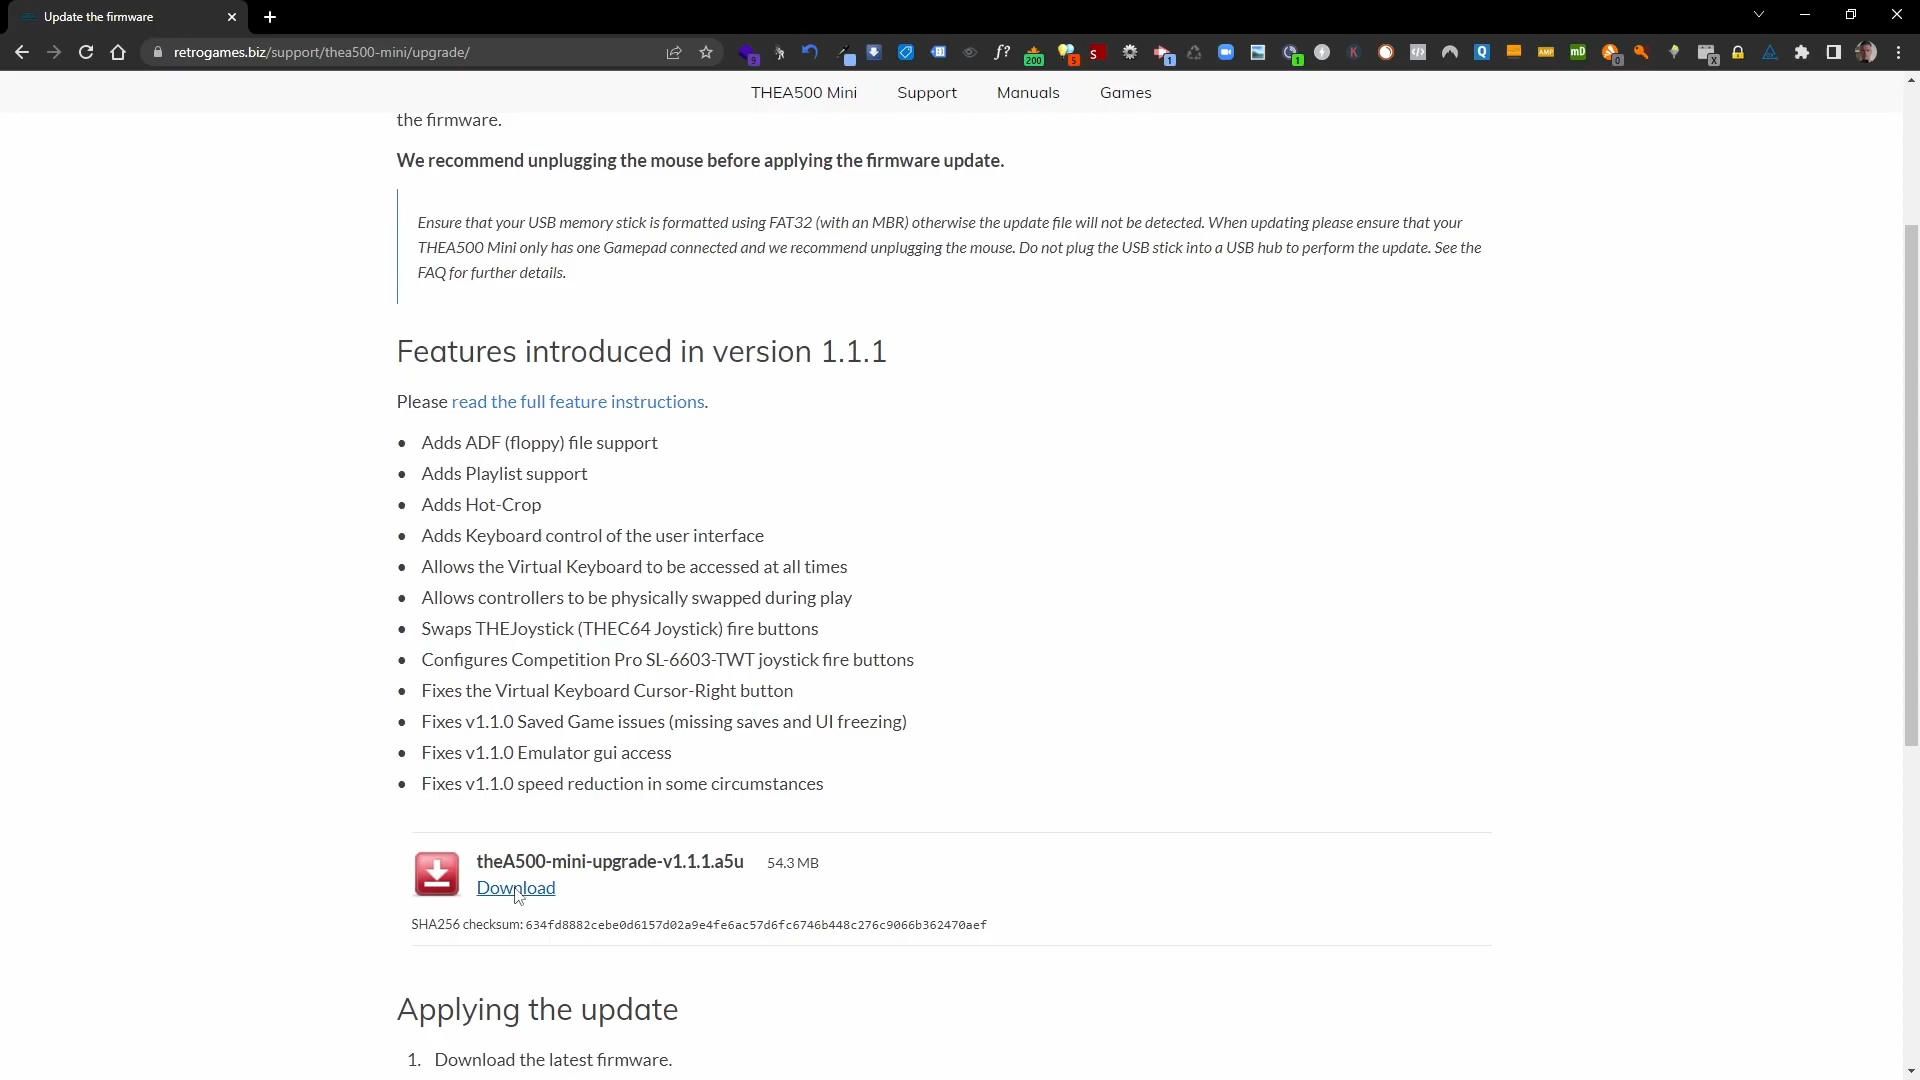 Update the firmware
retrogames.biz/support/thea500-mini/upgrade/
THEA500 Mini Support Manuals Games
the firmware.
We recommend unplugging the mouse before applying the firmware update.
Ensure that your USB memory stick is formatted using FAT32 (with an MBR) otherwise the update file will not be detected. When updating please ensure that your
THEA500 Mini only has one Gamepad connected and we recommend unplugging the mouse. Do not plug the USB stick into a USB hub to perform the update. See the
FAQ for further details.
Features introduced in version 1.1.1
Please read the full feature instructions.
• Adds ADF (floppy) file support
• Adds Playlist support
• Adds Hot-Crop
• Adds Keyboard control of the user interface
• Allows the Virtual Keyboard to be accessed at all times
• Allows controllers to be physically swapped during play
• Swaps THEJoystick (THEC64 Joystick) fire buttons
• Configures Competition Pro SL-6603-TWT joystick fire buttons
• Fixes the Virtual Keyboard Cursor-Right button
• Fixes v1.1.0 Saved Game issues (missing saves and UI freezing)
• Fixes v1.1.0 Emulator gui access
• Fixes v1.1.0 speed reduction in some circumstances
theA500-mini-upgrade-v1.1.1.a5u 54.3 MB
Download
SHA256 checksum: 634fd8882cebe0d6157d02a9e4fe6ac57d6fc6746b448c276c9066b362470aef
Applying the update
1. Download the latest firmware.